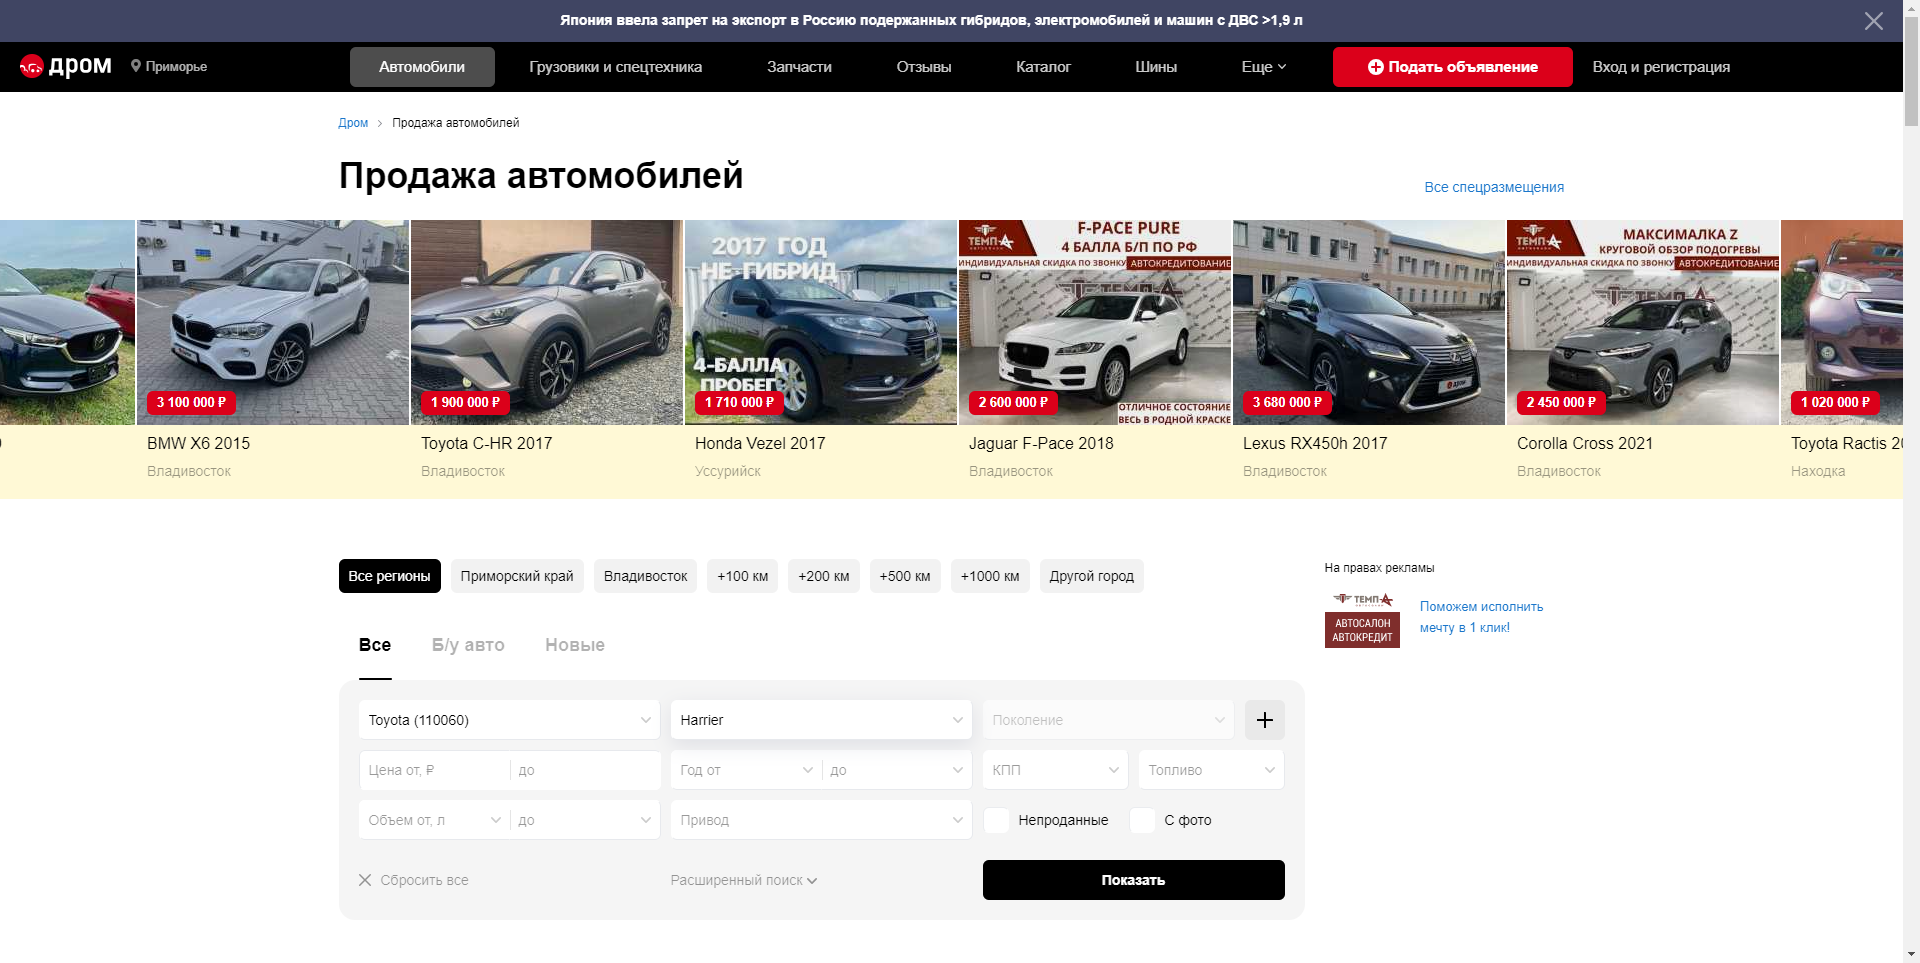 Япония ввела запрет на экспорт в Россию подержанных гибридов, электромобилей и машин с ДВС >1,9 л
дром Приморье Автомобили Грузовики и спецтехника Запчасти Отзывы Каталог Шины Еще Подать объявление Вход и регистрация
Дром > Продажа автомобилей
Продажа автомобилей
Все спецразмещения
2017 ГОД
НЕ-ГИБРИД
4-БАЛЛА
ПРОБЕГ
ТЕМП-А
F-PACE PURE
4 БАЛЛА Б/П ПО РФ
ИНДИВИДУАЛЬНАЯ СКИДКА ПО ЗВОНКУ АВТОКРЕДИТОВАНИЕ
ОТЛИЧНОЕ СОСТОЯНИЕ
ВЕСЬ В РОДНОЙ КРАСКЕ
дром
ТЕМП-А
МАКСИМАЛКА Z
КРУГОВОЙ ОБЗОР ПОДОГРЕВЫ
ИНДИВИДУАЛЬНАЯ СКИДКА ПО ЗВОНКУ АВТОКРЕДИТОВАНИЕ
3 100 000 ₽ 1 900 000 ₽ 1 710 000 ₽ 2 600 000 ₽ 3 680 000 ₽ 2 450 000 ₽ 1 020 000 ₽
BMW X6 2015 Toyota C-HR 2017 Honda Vezel 2017 Jaguar F-Pace 2018 Lexus RX450h 2017 Corolla Cross 2021 Toyota Ractis
Владивосток Владивосток Уссурийск Владивосток Владивосток Владивосток Находка
Все регионы Приморский край Владивосток +100 км +200 км +500 км +1000 км Другой город
На правах рекламы
ТЕМП-А
АВТОСАЛОН
АВТОКРЕДИТ
Поможем исполнить
мечту в 1 клик!
Все Б/у авто Новые
Toyota (110060) Harrier Поколение +
Цена от, ₽ до Год от до КПП Топливо
Объем от, л до Привод Непроданные С фото
Сбросить все Расширенный поиск Показать